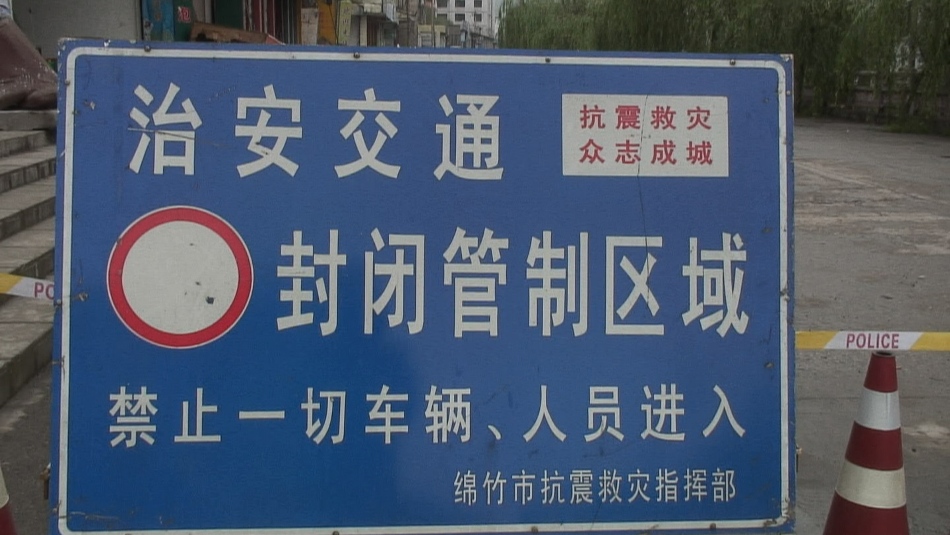 治安交通
抗震救灾
众志成城
封闭管制区域
禁止一切车辆、人员进入
绵竹市抗震救灾指挥部
PO
POLICE